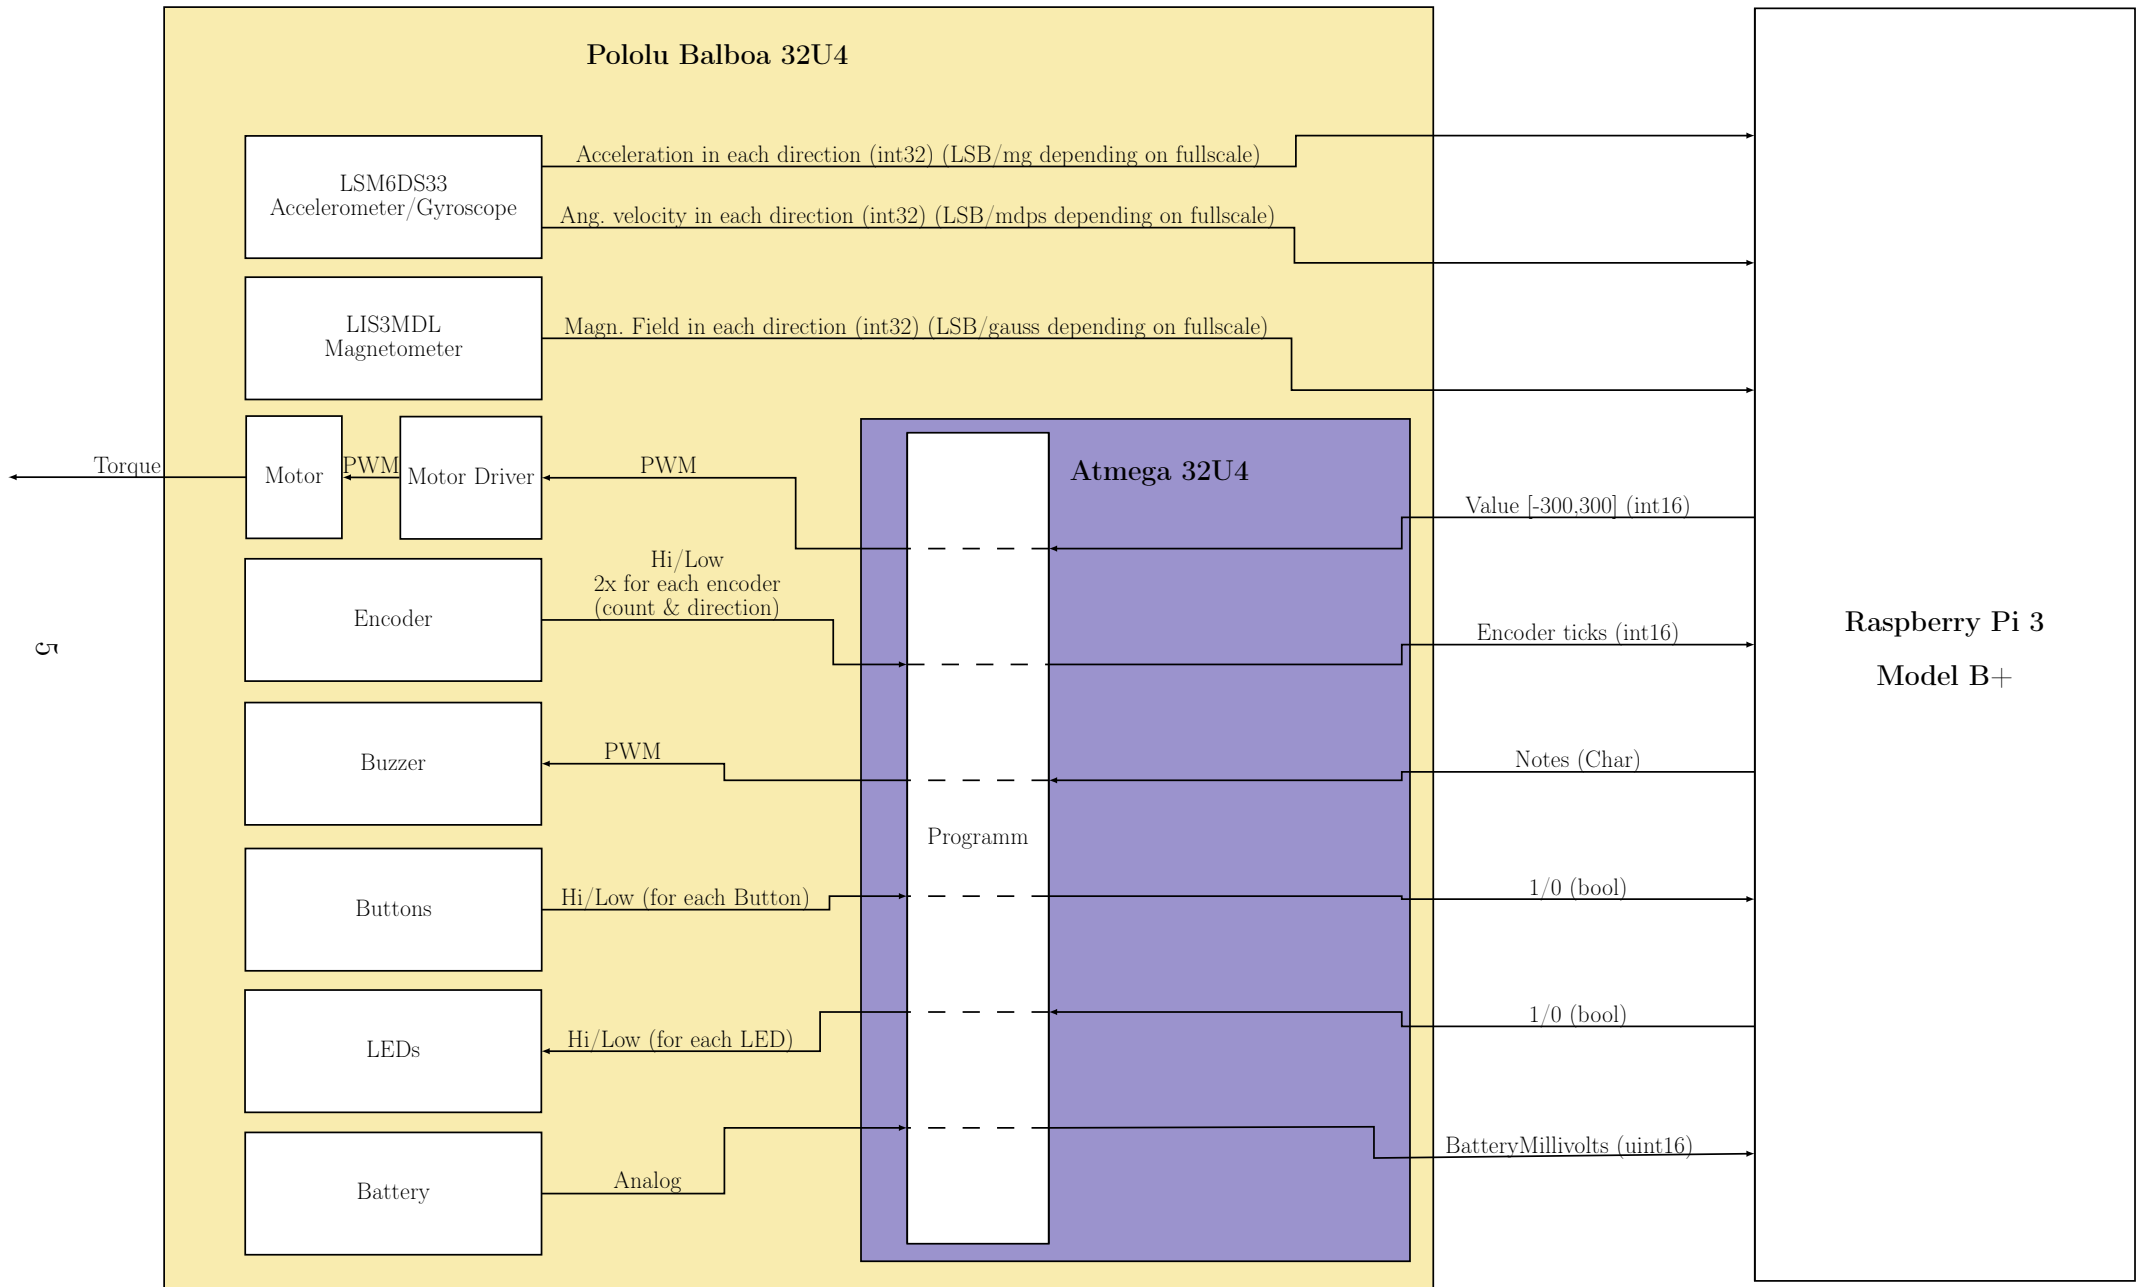 Pololu Balboa 32U4
LSM6DS33
Accelerometer/Gyroscope
Acceleration in each direction (int32) (LSB/mg depending on fullscale)
Ang. velocity in each direction (int32) (LSB/mdps depending on fullscale)
LIS3MDL
Magnetometer
Magn. Field in each direction (int32) (LSB/gauss depending on fullscale)
Torque
Motor
PWM
Motor Driver
PWM
Atmega 32U4
Value [-300,300] (int16)
Encoder
Hi/Low
2x for each encoder
(count & direction)
Encoder ticks (int16)
Raspberry Pi 3
Model B+
5
Buzzer
PWM
Notes (Char)
Programm
Buttons
Hi/Low (for each Button)
1/0 (bool)
LEDs
Hi/Low (for each LED)
1/0 (bool)
Battery
Analog
BatteryMillivolts (uint16)